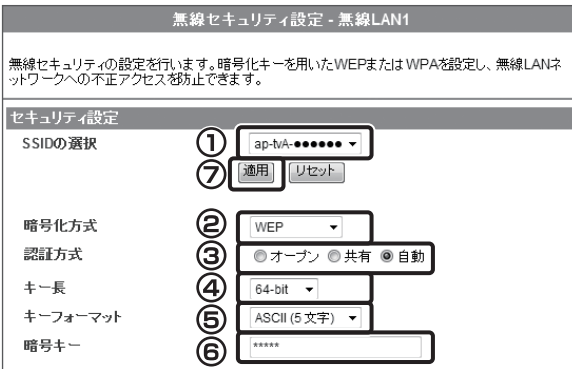 無線セキュリティ設定 - 無線LAN1
無線セキュリティの設定を行います。暗号化キーを用いたWEPまたはWPAを設定し、無線LANネ
ットワークへの不正アクセスを防止できます。
セキュリティ設定
SSIDの選択 ① ap-tvA-●●●●●●
⑦ 適用 リセット
暗号化方式 ② WEP
認証方式 ③ オープン 共有 自動
キー長 ④ 64-bit
キーフォーマット ⑤ ASCII (5 文字)
暗号キー ⑥ *****